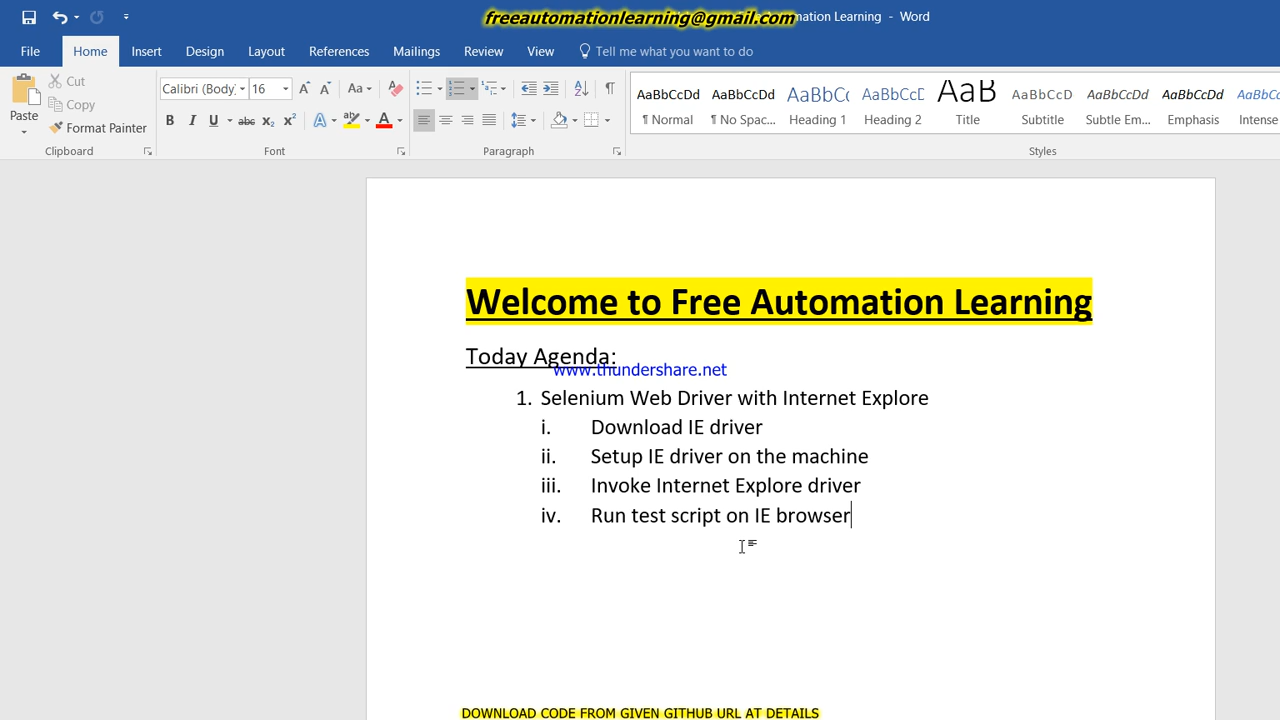 freeautomationlearning@gmail.com
mation Learning - Word
File Home Insert Design Layout References Mailings Review View Tell me what you want to do
Paste
Cut
Copy
Format Painter
Clipboard
Calibri (Body) 16
Font
Paragraph
AaBbCcDd AaBbCcDd AaBbC AaBbCcD AaB AaBbCcD AaBbCcDd AaBbCcDd AaBbCcD
¶ Normal ¶ No Spac... Heading 1 Heading 2 Title Subtitle Subtle Em... Emphasis Intense
Styles
Welcome to Free Automation Learning
Today Agenda:
www.thundershare.net
1. Selenium Web Driver with Internet Explore
i. Download IE driver
ii. Setup IE driver on the machine
iii. Invoke Internet Explore driver
iv. Run test script on IE browser
DOWNLOAD CODE FROM GIVEN GITHUB URL AT DETAILS